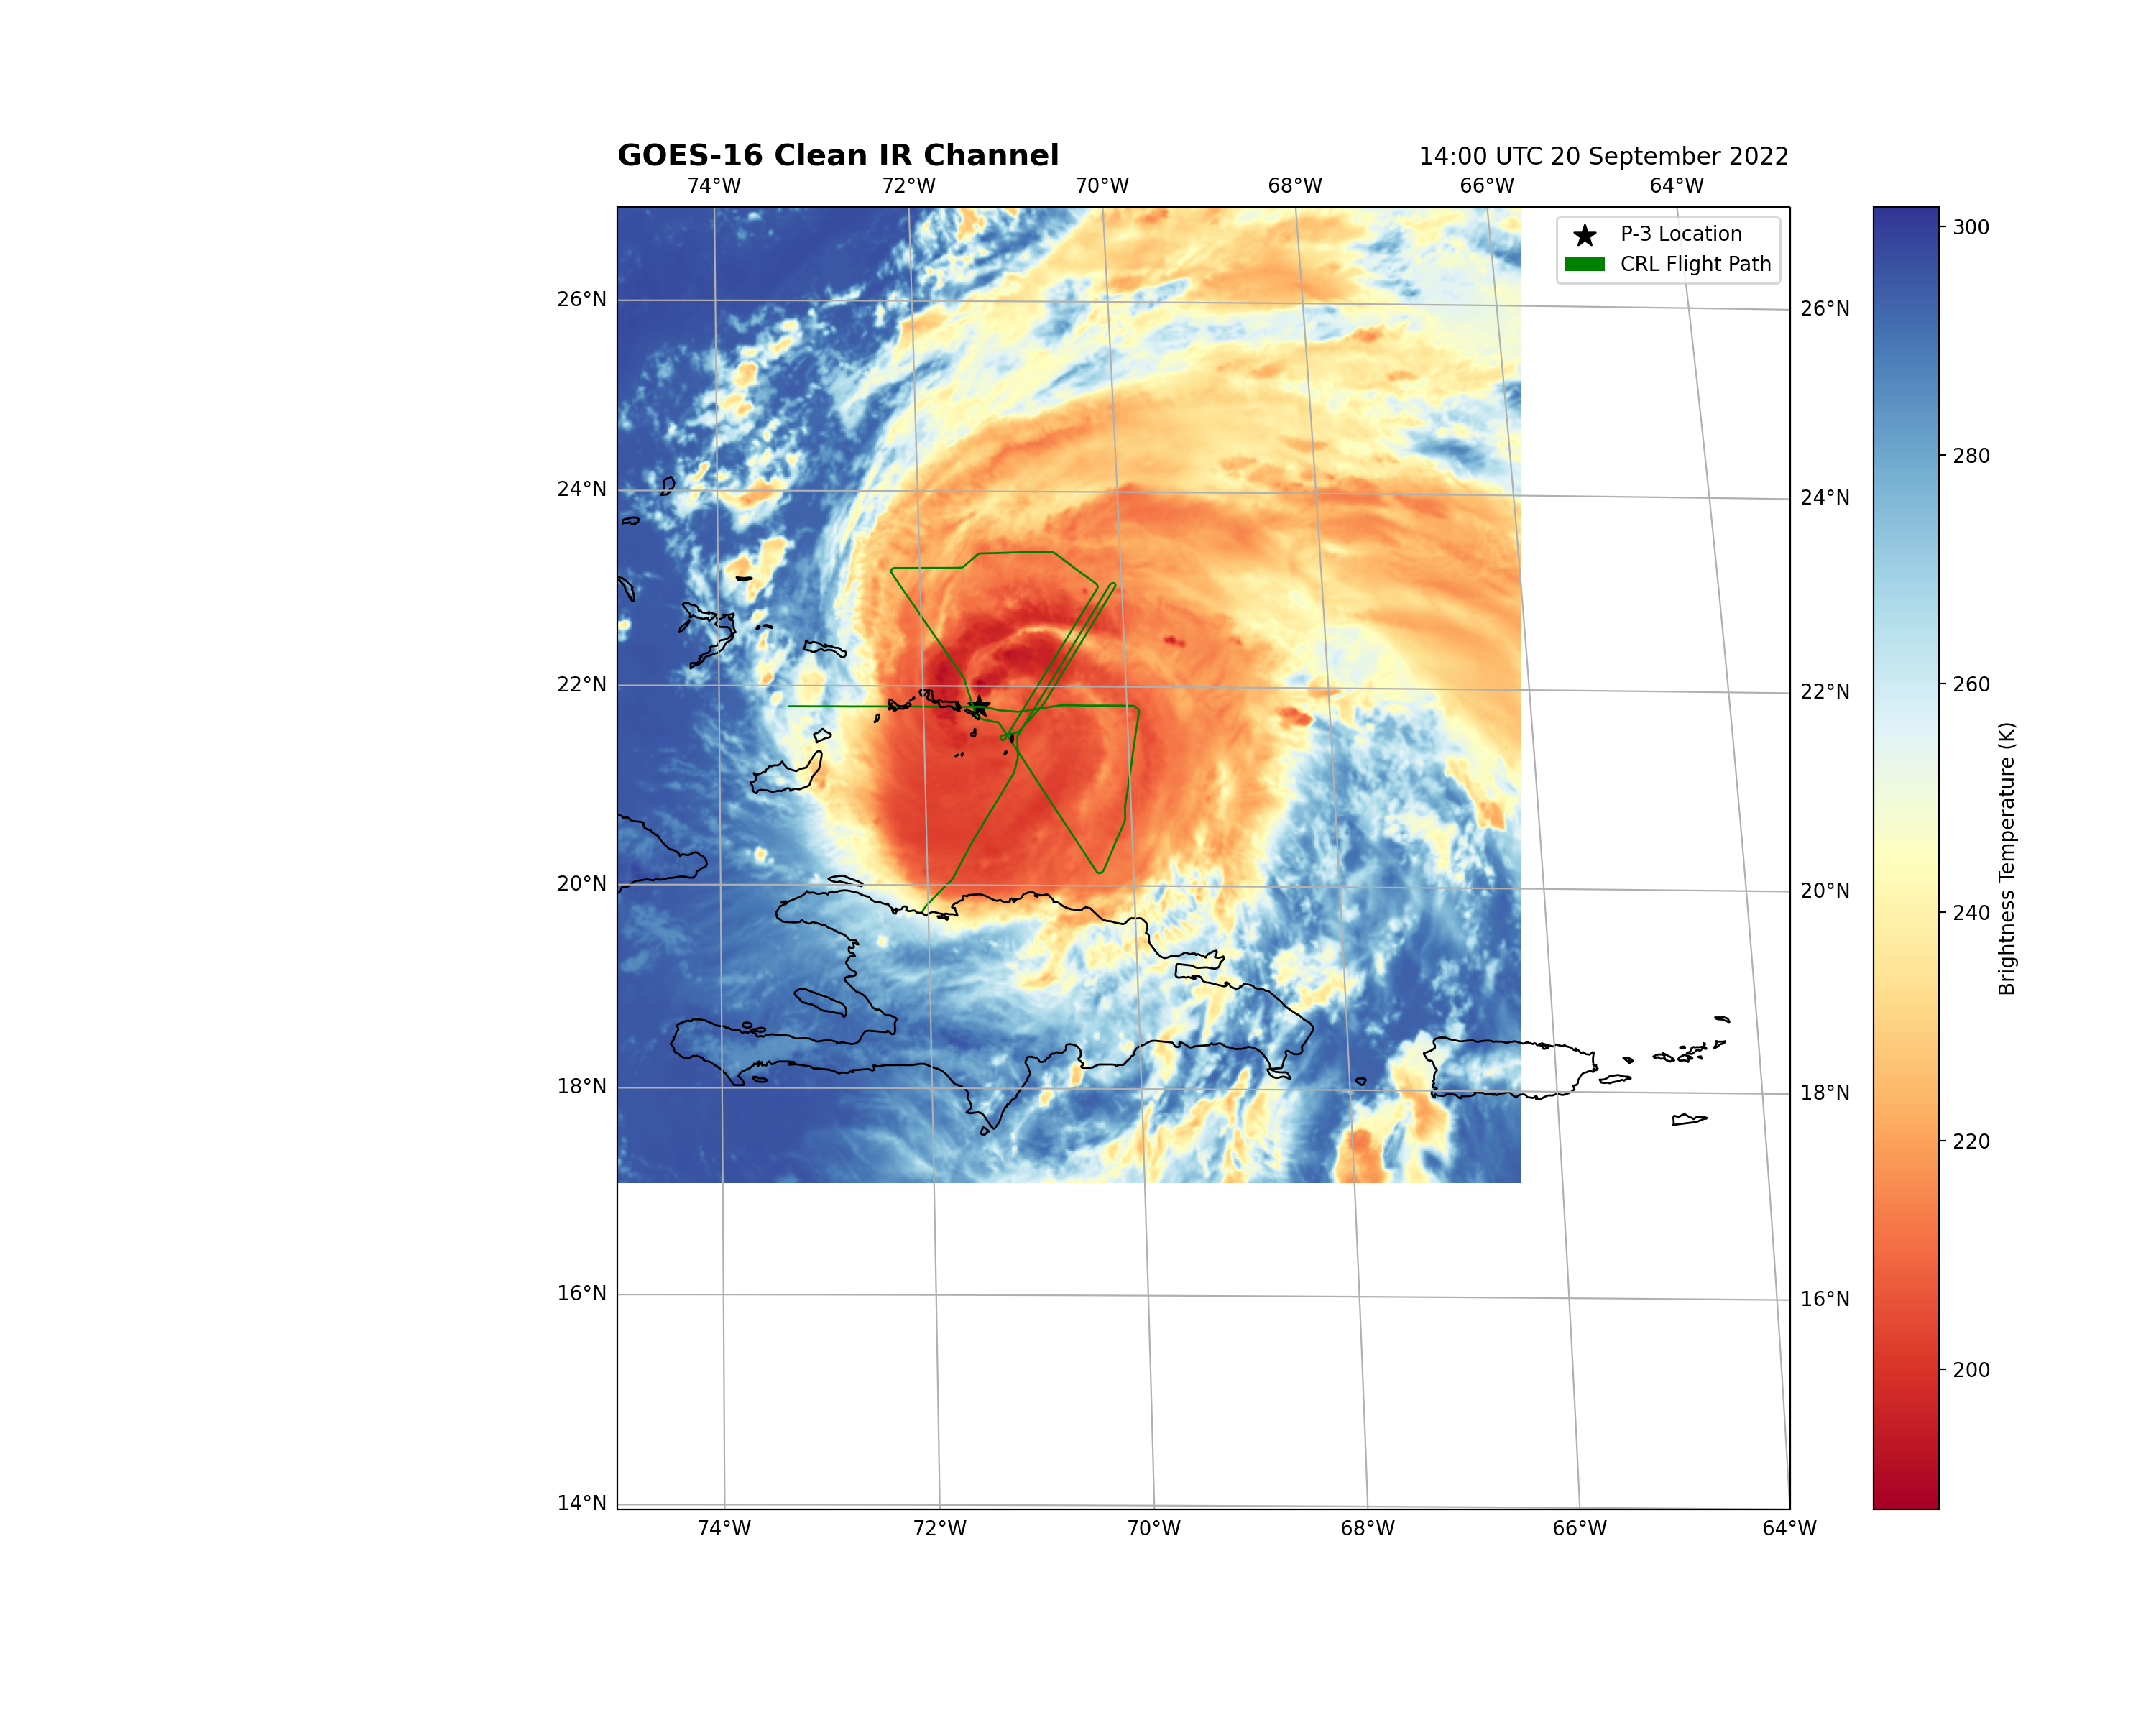 GOES-16 Clean IR Channel
14:00 UTC 20 September 2022
74°W 72°W 70°W 68°W 66°W 64°W
P-3 Location
CRL Flight Path
26°N
24°N
22°N
20°N
18°N
16°N
14°N
26°N
24°N
22°N
20°N
18°N
16°N
74°W 72°W 70°W 68°W 66°W 64°W
300
280
260
240
220
200
Brightness Temperature (K)